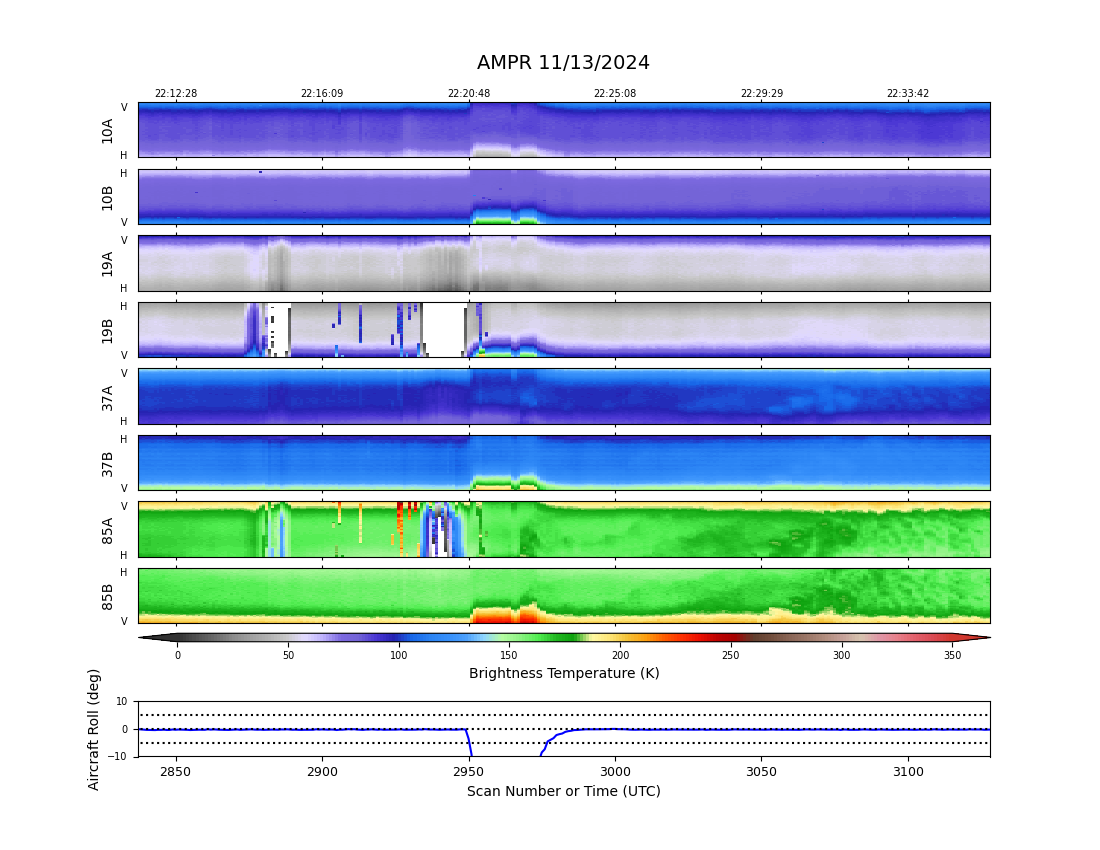 AMPR 11/13/2024
22:12:28 22:16:09 22:20:48 22:25:08 22:29:29 22:33:42
V
10A
H
H
10B
V
V
19A
H
H
19B
V
V
37A
H
H
37B
V
V
85A
H
H
85B
V
0 50 100 150 200 250 300 350
Brightness Temperature (K)
Aircraft Roll (deg)
10
0
−10
2850 2900 2950 3000 3050 3100
Scan Number or Time (UTC)